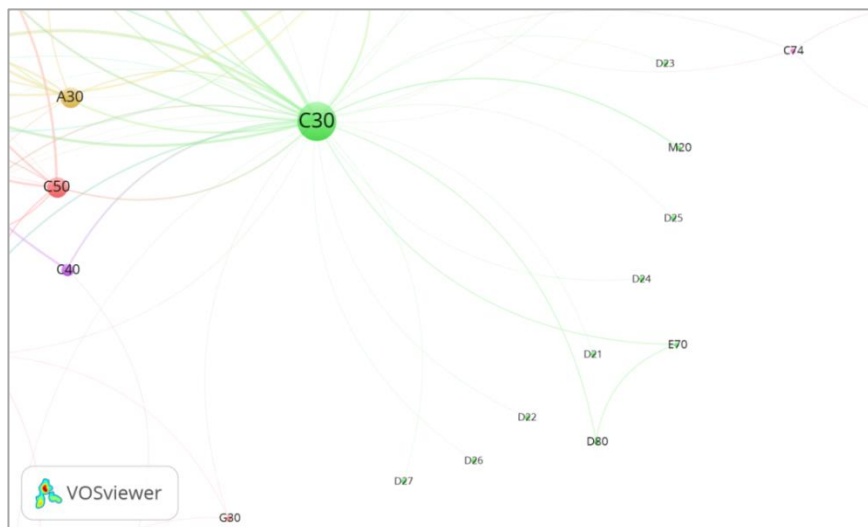 C74
D23
A30
C30
M20
C50
D25
C40
D24
E70
D21
D22
D80
D26
D27
VOSviewer
G30